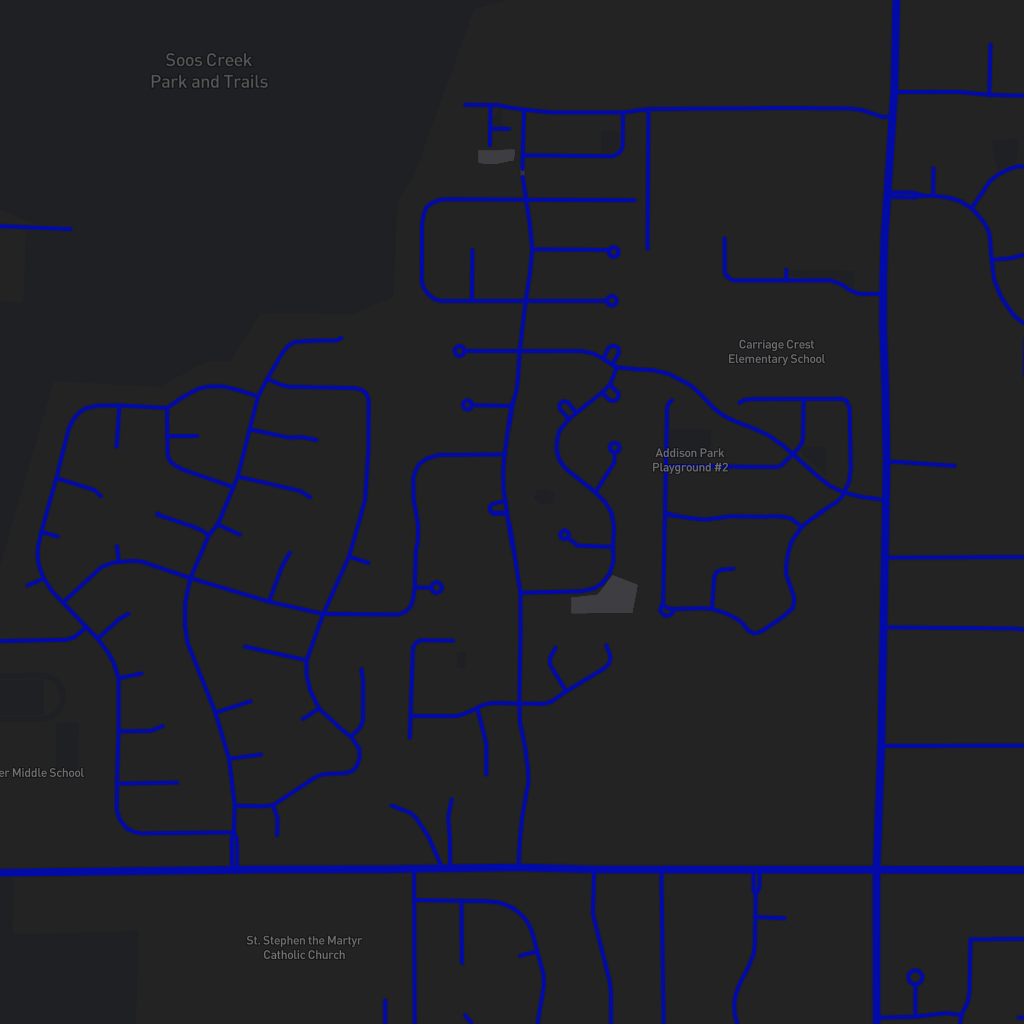 Soos Creek
Park and Trails
Carriage Crest
Elementary School
Addison Park
Playground #2
er Middle School
St. Stephen the Martyr
Catholic Church